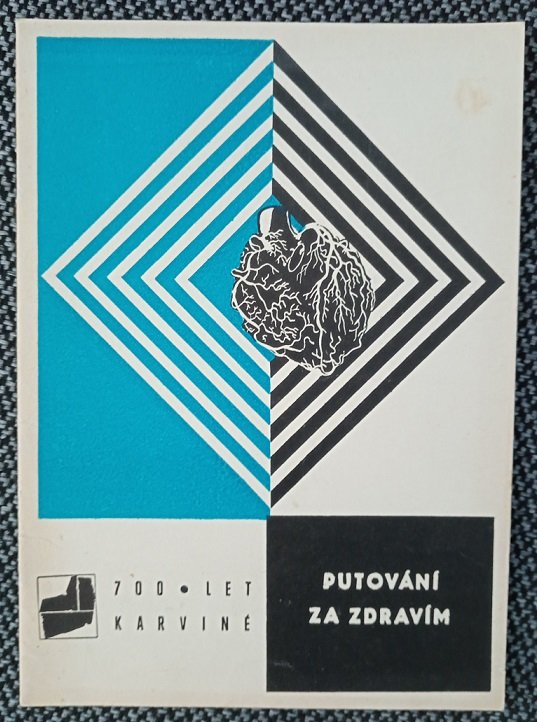 700 • LET
KARVINÉ
PUTOVÁNÍ
ZA ZDRAVÍM